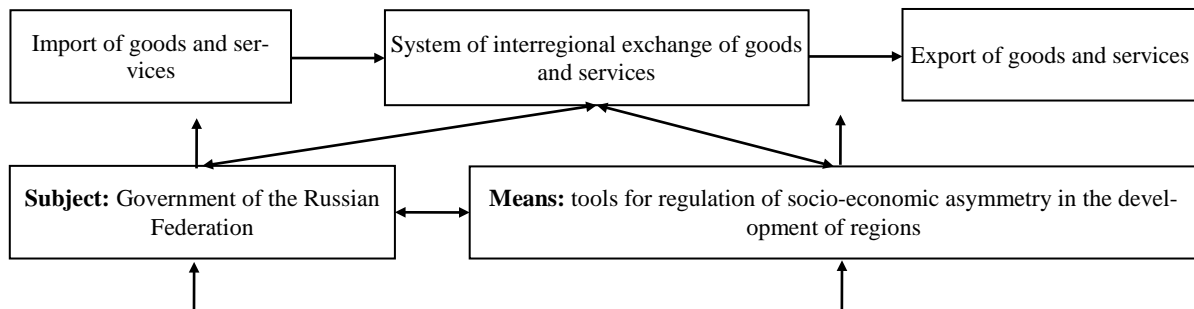 Import of goods and ser-
vices
System of interregional exchange of goods
and services
Export of goods and services
Subject: Government of the Russian
Federation
Means: tools for regulation of socio-economic asymmetry in the devel-
opment of regions